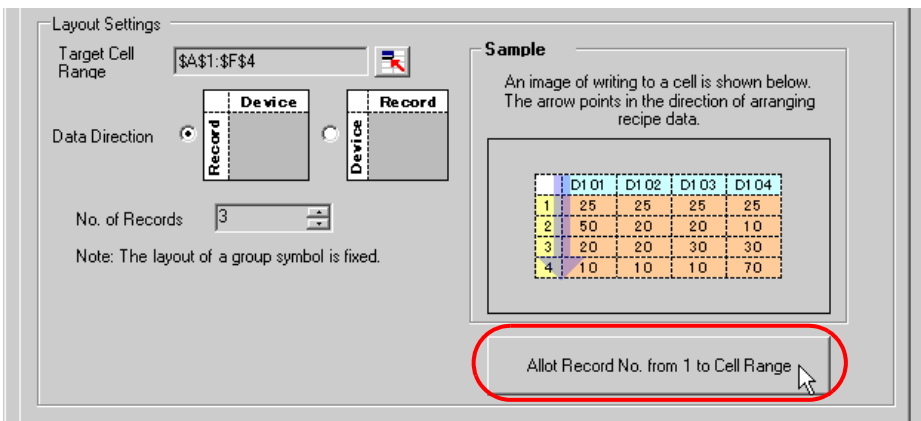 Layout Settings
Target Cell
Range
$A$1:$F$4
Device
Record
Record
Device
Data Direction
No. of Records
3
Note: The layout of a group symbol is fixed.
Sample
An image of writing to a cell is shown below.
The arrow points in the direction of arranging
recipe data.
D101 D102 D103 D104
1 25 25 25 25
2 50 20 20 10
3 20 20 30 30
4 10 10 10 70
Allot Record No. from 1 to Cell Range